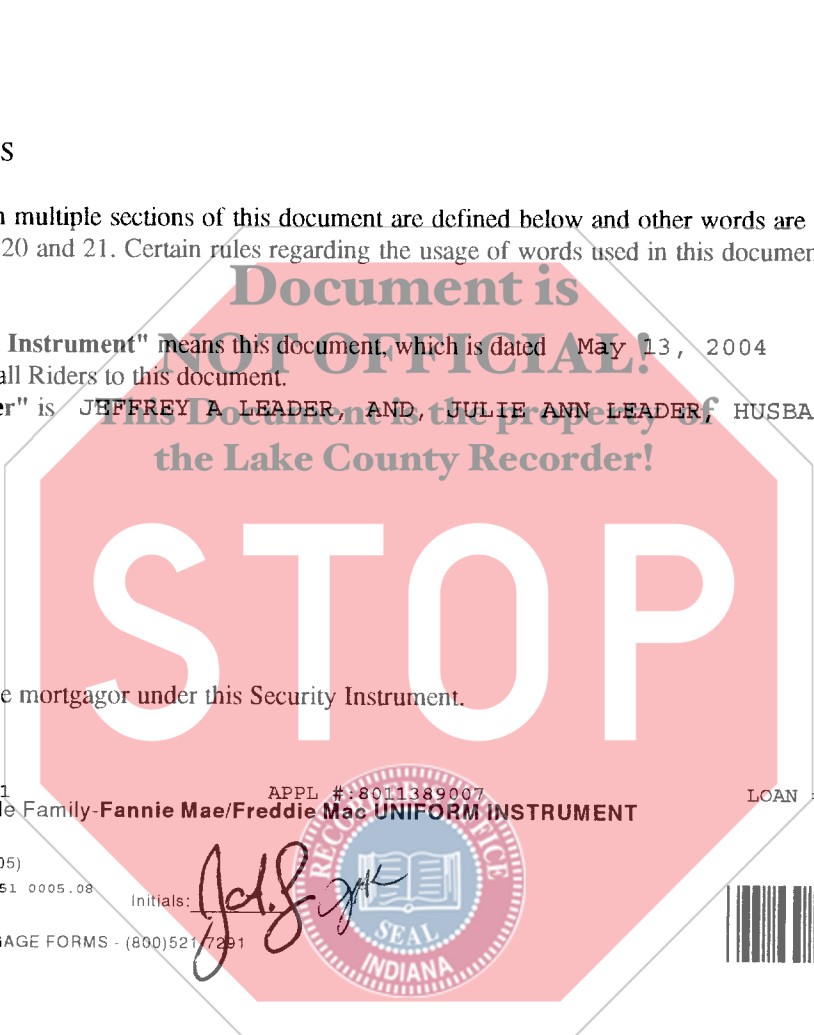 S
multiple sections of this document are defined below and other words are
20 and 21. Certain rules regarding the usage of words used in this documen
Document is
NOT OFFICIAL!
Instrument" means this document, which is dated May 13, 2004
all Riders to this document.
er" is JEFFREY A LEADER, AND, JULIE ANN LEADER, HUSBA
This Document is the property of
the Lake County Recorder!
STOP
e mortgagor under this Security Instrument.
1 APPL #:8011389007 LOAN
le Family-Fannie Mae/Freddie Mac UNIFORM INSTRUMENT
05)
51 0005.08
Initials:
GAGE FORMS - (800)521-7291
RECORDER'S OFFICE
SEAL
INDIANA